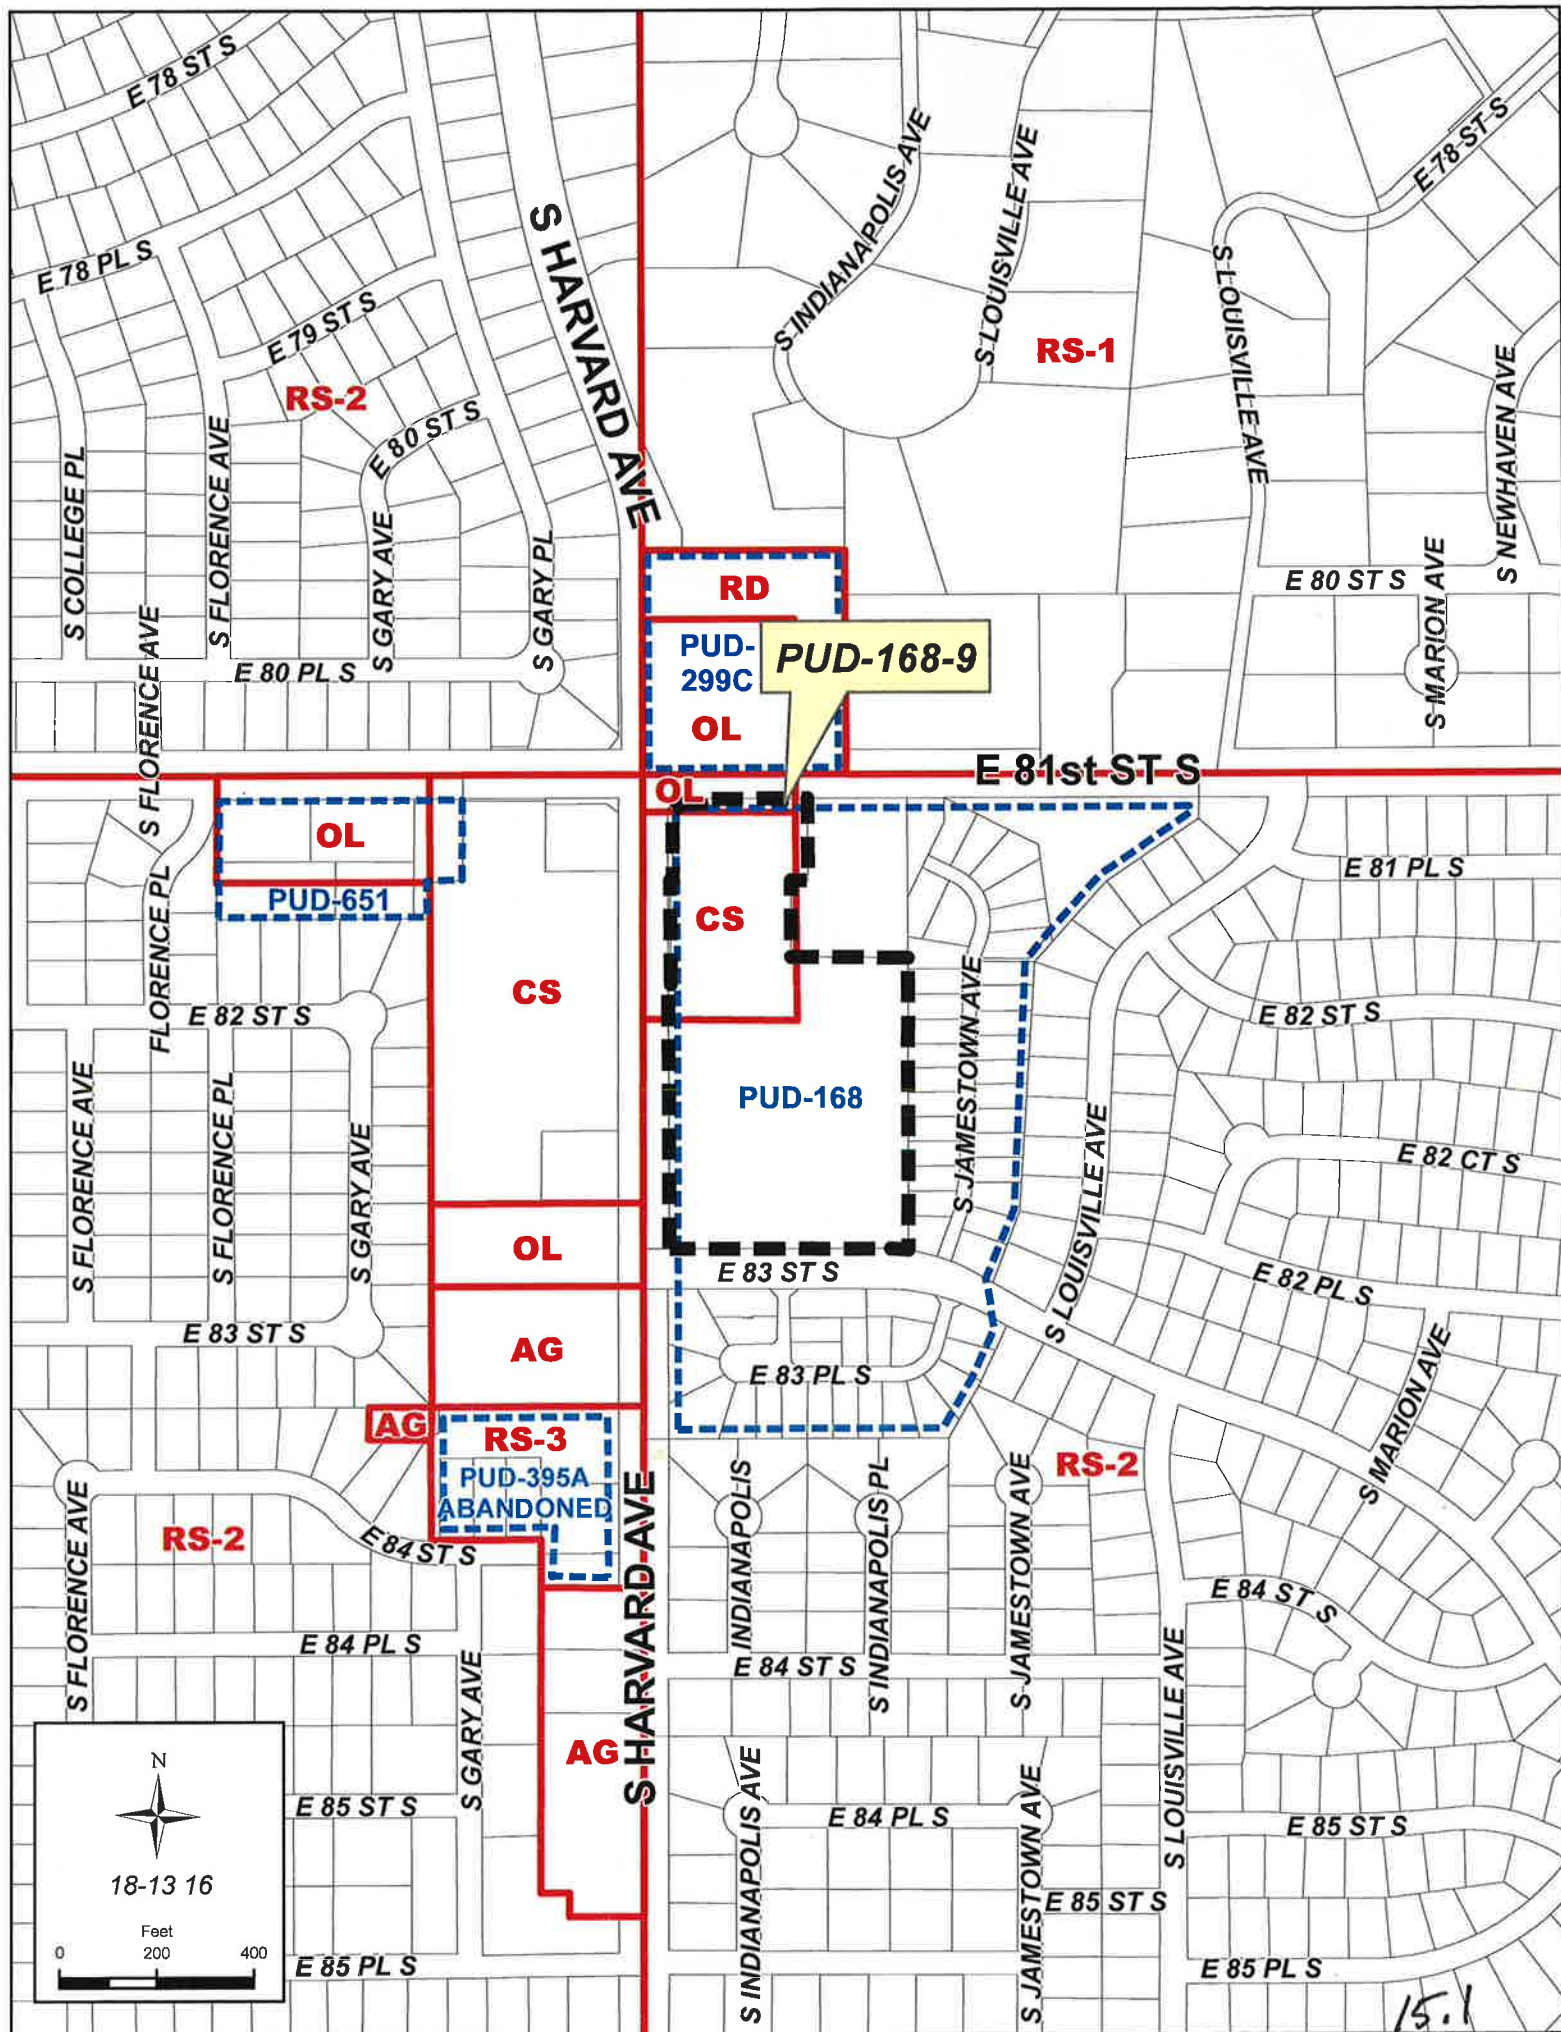 E 78 ST S
S HARVARD AVE
S INDIANAPOLIS AVE
S LOUISVILLE AVE
E 78 ST S
E 78 PL S
E 79 ST S
RS-2
E 80 ST S
RS-1
S LOUISVILLE AVE
S NEWHAVEN AVE
S COLLEGE PL
S FLORENCE AVE
S GARY AVE
S GARY PL
E 80 ST S
S MARION AVE
S FLORENCE AVE
E 80 PL S
RD
PUD-
299C
OL
PUD-168-9
E 81st ST S
OL
OL
PUD-651
FLORENCE PL
CS
CS
E 81 PL S
E 82 ST S
E 82 ST S
S FLORENCE AVE
S FLORENCE PL
S GARY AVE
PUD-168
S JAMESTOWN AVE
S LOUISVILLE AVE
E 82 CT S
OL
E 83 ST S
E 82 PL S
E 83 ST S
AG
E 83 PL S
S MARION AVE
AG
RS-3
PUD-395A
ABANDONED
RS-2
S FLORENCE AVE
RS-2
E 84 ST S
S HARVARD AVE
INDIANAPOLIS
S INDIANAPOLIS PL
S JAMESTOWN AVE
E 84 ST S
E 84 PL S
E 84 ST S
S GARY AVE
S LOUISVILLE AVE
AG
N
18-13 16
Feet
0 200 400
E 85 ST S
E 85 PL S
S INDIANAPOLIS AVE
E 84 PL S
S JAMESTOWN AVE
E 85 ST S
E 85 ST S
E 85 PL S
15.1